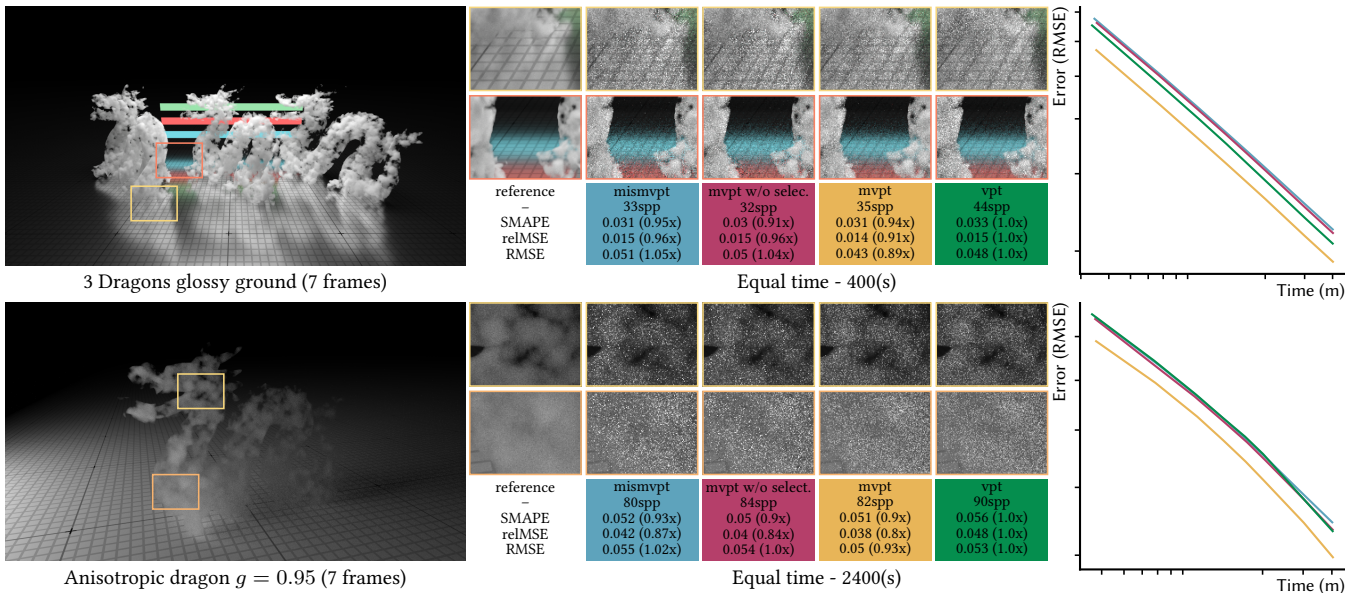 reference mismvpt mvpt w/o selec. mvpt vpt
– 33spp 32spp 35spp 44spp
SMAPE 0.031 (0.95x) 0.03 (0.91x) 0.031 (0.94x) 0.033 (1.0x)
relMSE 0.015 (0.96x) 0.015 (0.96x) 0.014 (0.91x) 0.015 (1.0x)
RMSE 0.051 (1.05x) 0.05 (1.04x) 0.043 (0.89x) 0.048 (1.0x)
3 Dragons glossy ground (7 frames)
Equal time - 400(s)
Error (RMSE)
Time (m)
reference mismvpt mvpt w/o select. mvpt vpt
– 80spp 84spp 82spp 90spp
SMAPE 0.052 (0.93x) 0.05 (0.9x) 0.051 (0.9x) 0.056 (1.0x)
relMSE 0.042 (0.87x) 0.04 (0.84x) 0.038 (0.8x) 0.048 (1.0x)
RMSE 0.055 (1.02x) 0.054 (1.0x) 0.05 (0.93x) 0.053 (1.0x)
Anisotropic dragon g = 0.95 (7 frames)
Equal time - 2400(s)
Error (RMSE)
Time (m)